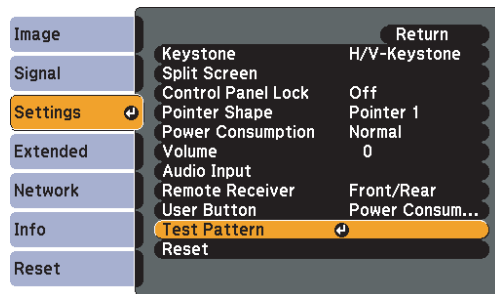 Image
Signal
Settings
Extended
Network
Info
Reset
Return
Keystone H/V-Keystone
Split Screen
Control Panel Lock Off
Pointer Shape Pointer 1
Power Consumption Normal
Volume 0
Audio Input
Remote Receiver Front/Rear
User Button Power Consum...
Test Pattern
Reset